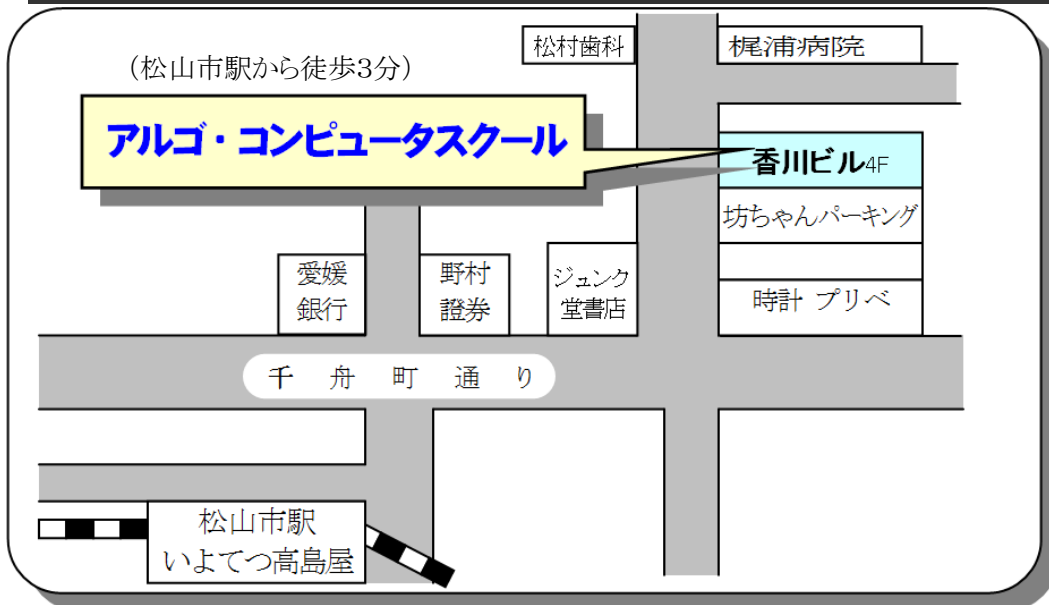 松村歯科
梶浦病院
（松山市駅から徒歩3分）
アルゴ・コンピュータスクール
香川ビル4F
坊ちゃんパーキング
愛媛
銀行
野村
證券
ジュンク
堂書店
時計 プリベ
千舟町通り
松山市駅
いよてつ高島屋